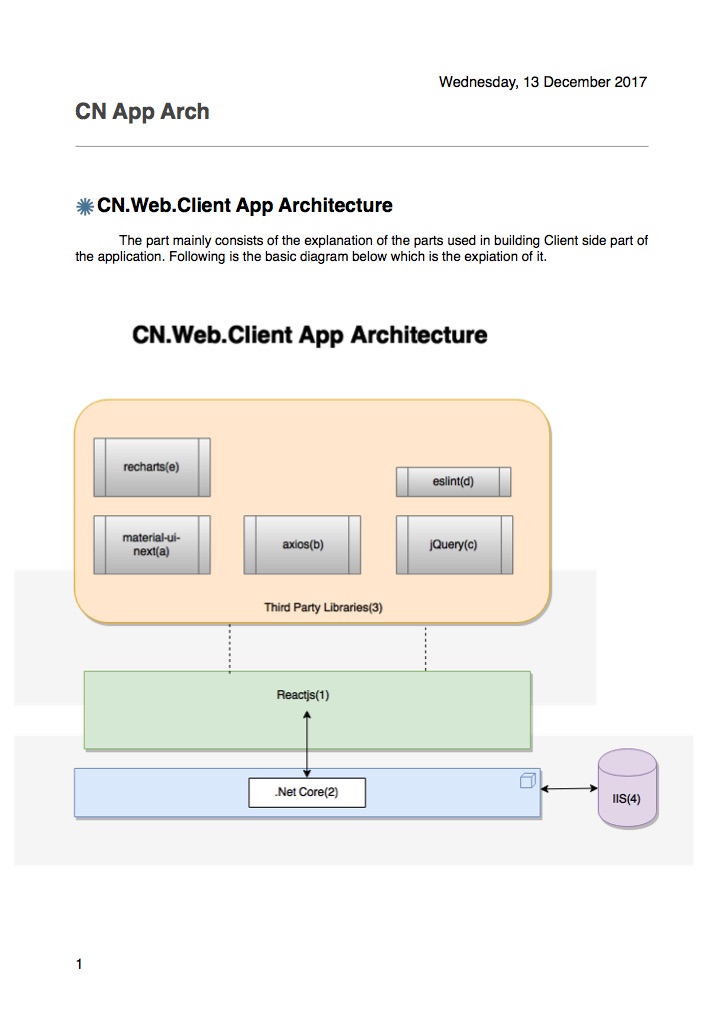 Wednesday, 13 December 2017
CN App Arch
CN.Web.Client App Architecture
The part mainly consists of the explanation of the parts used in building Client side part of
the application. Following is the basic diagram below which is the expiation of it.
CN.Web.Client App Architecture
recharts(e)
eslint(d)
material-ui-
next(a)
axios(b)
jQuery(c)
Third Party Libraries(3)
Reactjs(1)
.Net Core(2)
IIS(4)
1